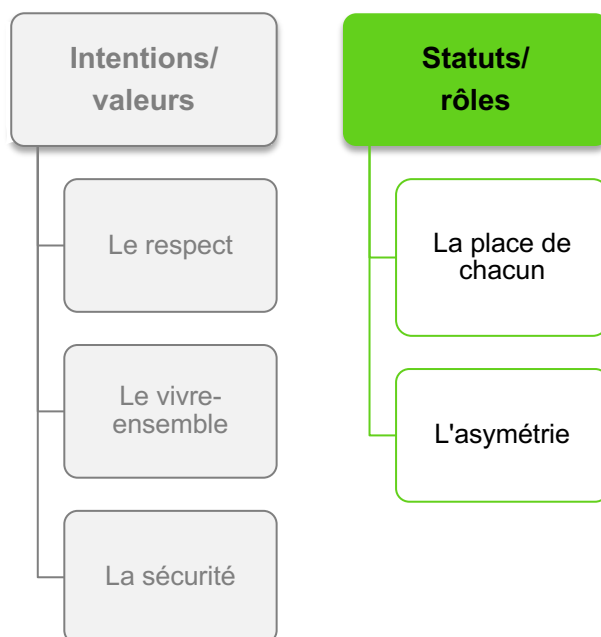 Intentions/
valeurs
Le respect
Le vivre-
ensemble
La sécurité
Statuts/
rôles
La place de
chacun
L'asymétrie